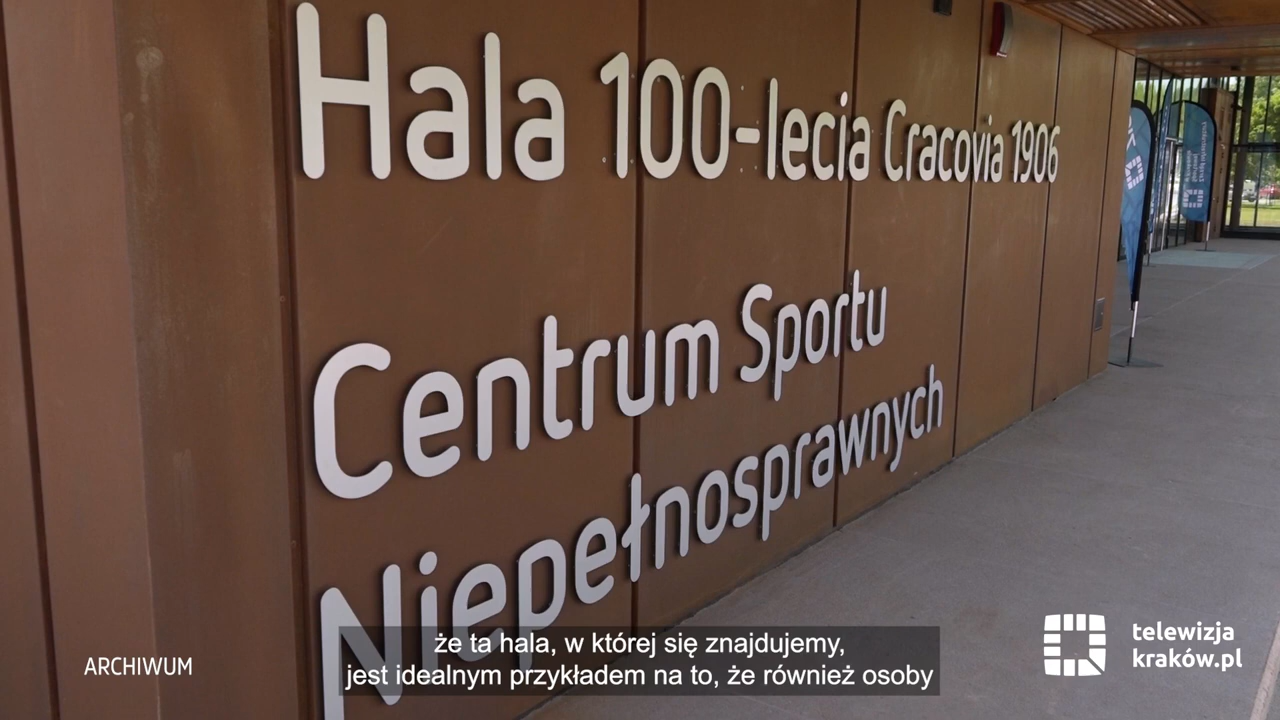 Hala 100-lecia Cracovia 1906
Centrum Sportu
Niepełnosprawnych
że ta hala, w której się znajdujemy,
jest idealnym przykładem na to, że również osoby
ARCHIWUM
telewizja
kraków.pl